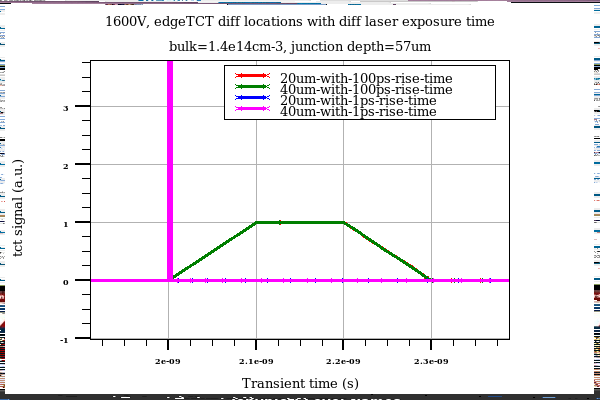 1600V, edgeTCT diff locations with diff laser exposure time
bulk=1.4e14cm-3, junction depth=57um
20um-with-100ps-rise-time
40um-with-100ps-rise-time
20um-with-1ps-rise-time
40um-with-1ps-rise-time
3
2
1
0
-1
tct signal (a.u.)
2e-09 2.1e-09 2.2e-09 2.3e-09
Transient time (s)